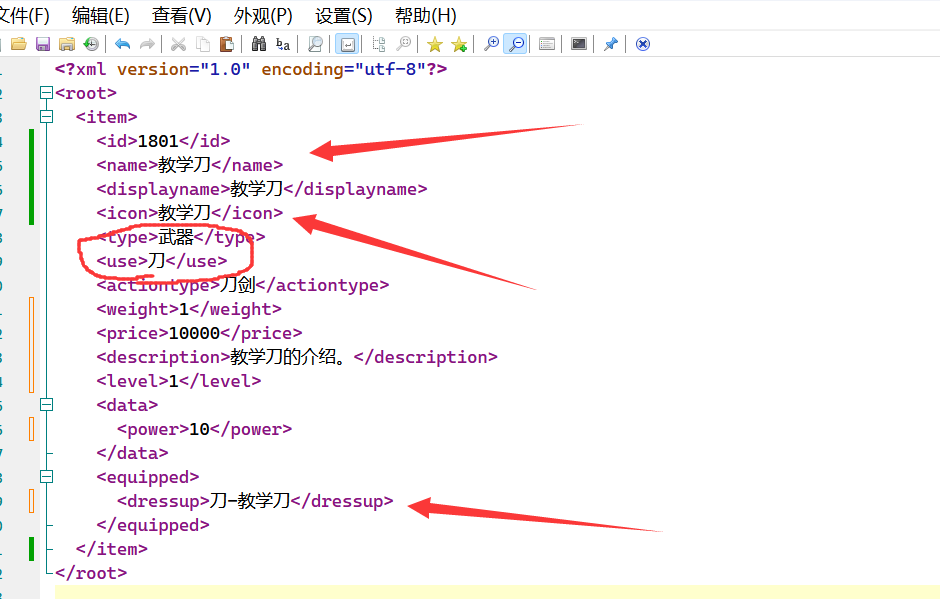 文件(F) 编辑(E) 查看(V) 外观(P) 设置(S) 帮助(H)
<?xml version="1.0" encoding="utf-8"?>
<root>
<item>
<id>1801</id>
<name>教学刀</name>
<displayname>教学刀</displayname>
<icon>教学刀</icon>
<type>武器</type>
<use>刀</use>
<actiontype>刀剑</actiontype>
<weight>1</weight>
<price>10000</price>
<description>教学刀的介绍。</description>
<level>1</level>
<data>
<power>10</power>
</data>
<equipped>
<dressup>刀-教学刀</dressup>
</equipped>
</item>
</root>